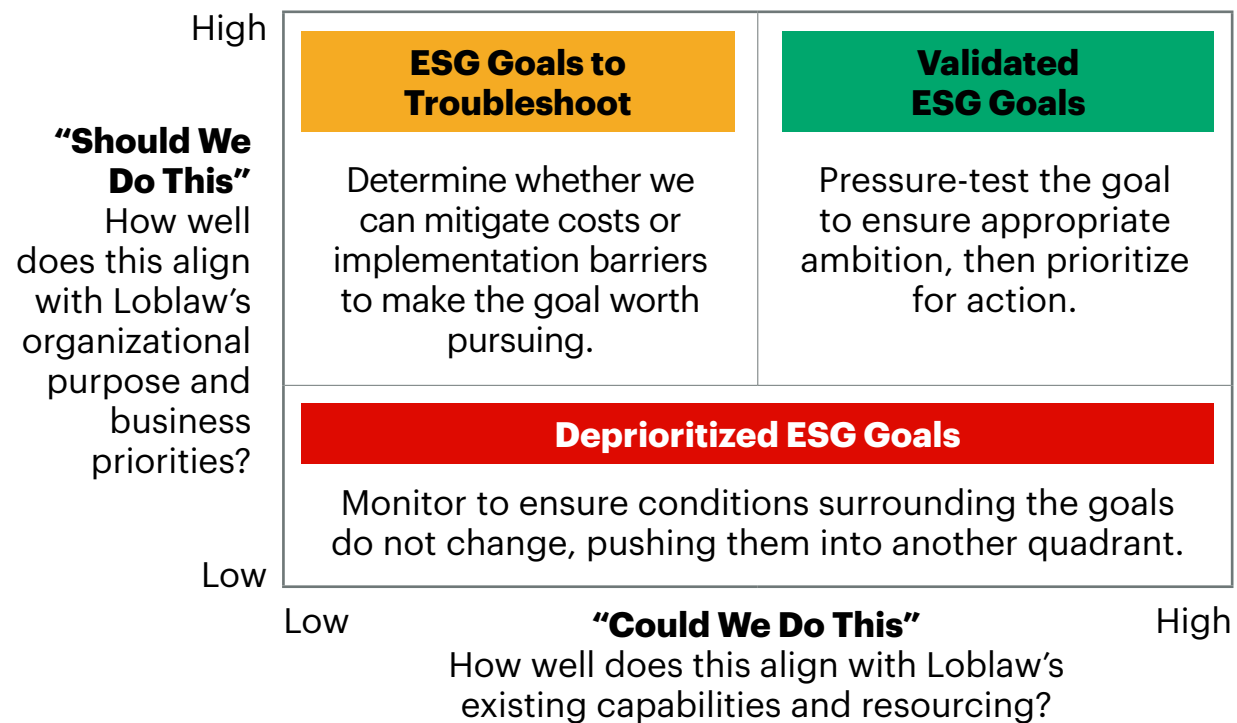 High
“Should We
Do This”
How well
does this align
with Loblaw’s
organizational
purpose and
business
priorities?
Low
ESG Goals to
Troubleshoot
Determine whether we
can mitigate costs or
implementation barriers
to make the goal worth
pursuing.
Validated
ESG Goals
Pressure-test the goal
to ensure appropriate
ambition, then prioritize
for action.
Deprioritized ESG Goals
Monitor to ensure conditions surrounding the goals
do not change, pushing them into another quadrant.
Low
“Could We Do This”
High
How well does this align with Loblaw’s
existing capabilities and resourcing?